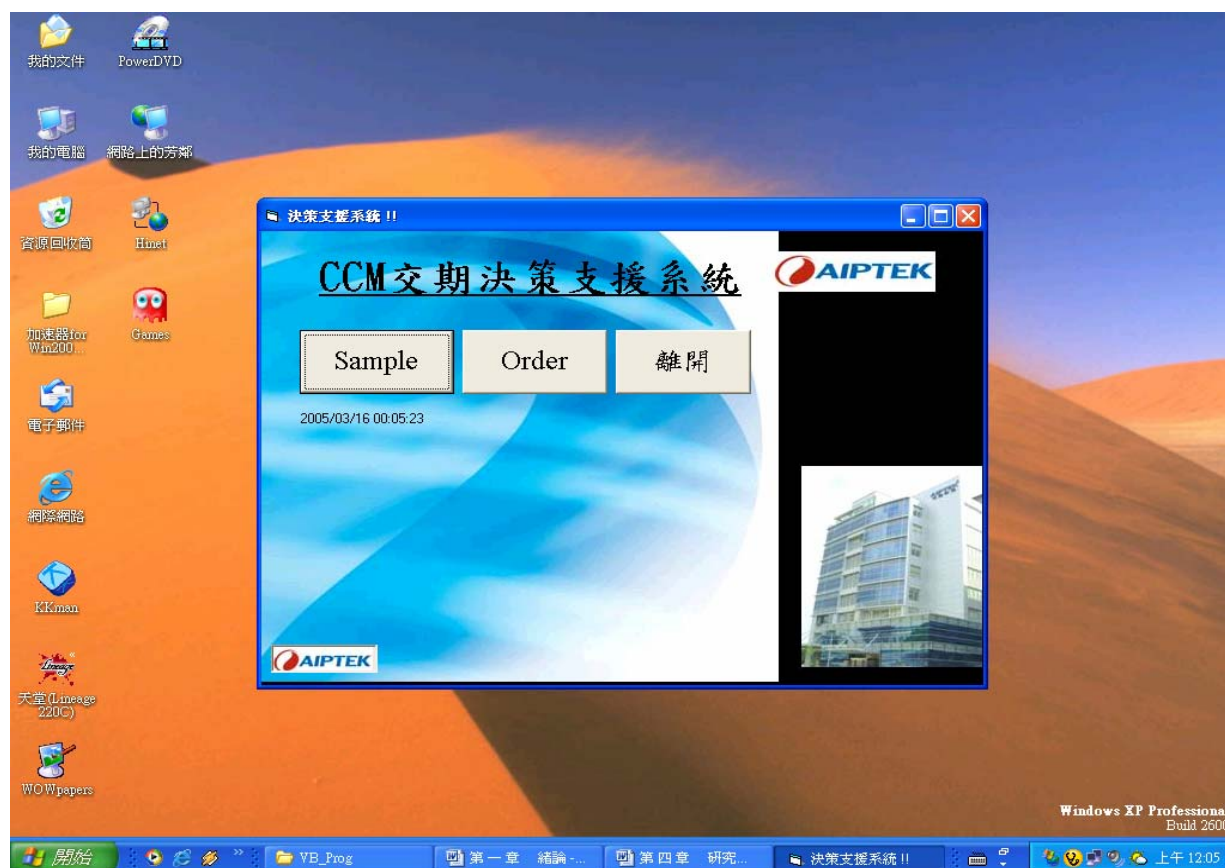 我的文件
PowerDVD
我的電腦
網路上的芳鄰
資源回收筒
Hinet
加速器for
Win200...
Games
電子郵件
網際網路
KKman
Lineage
天堂(Lineage
220C)
WOWpapers
決策支援系統 !!
CCM交期決策支援系統
AIPTEK
Sample
Order
離開
2005/03/16 00:05:23
AIPTEK
Windows XP Professiona
Build 2600
開始
VB_Prog
第一章 緒論-...
第四章 研究...
決策支援系統 !!
上午 12:05